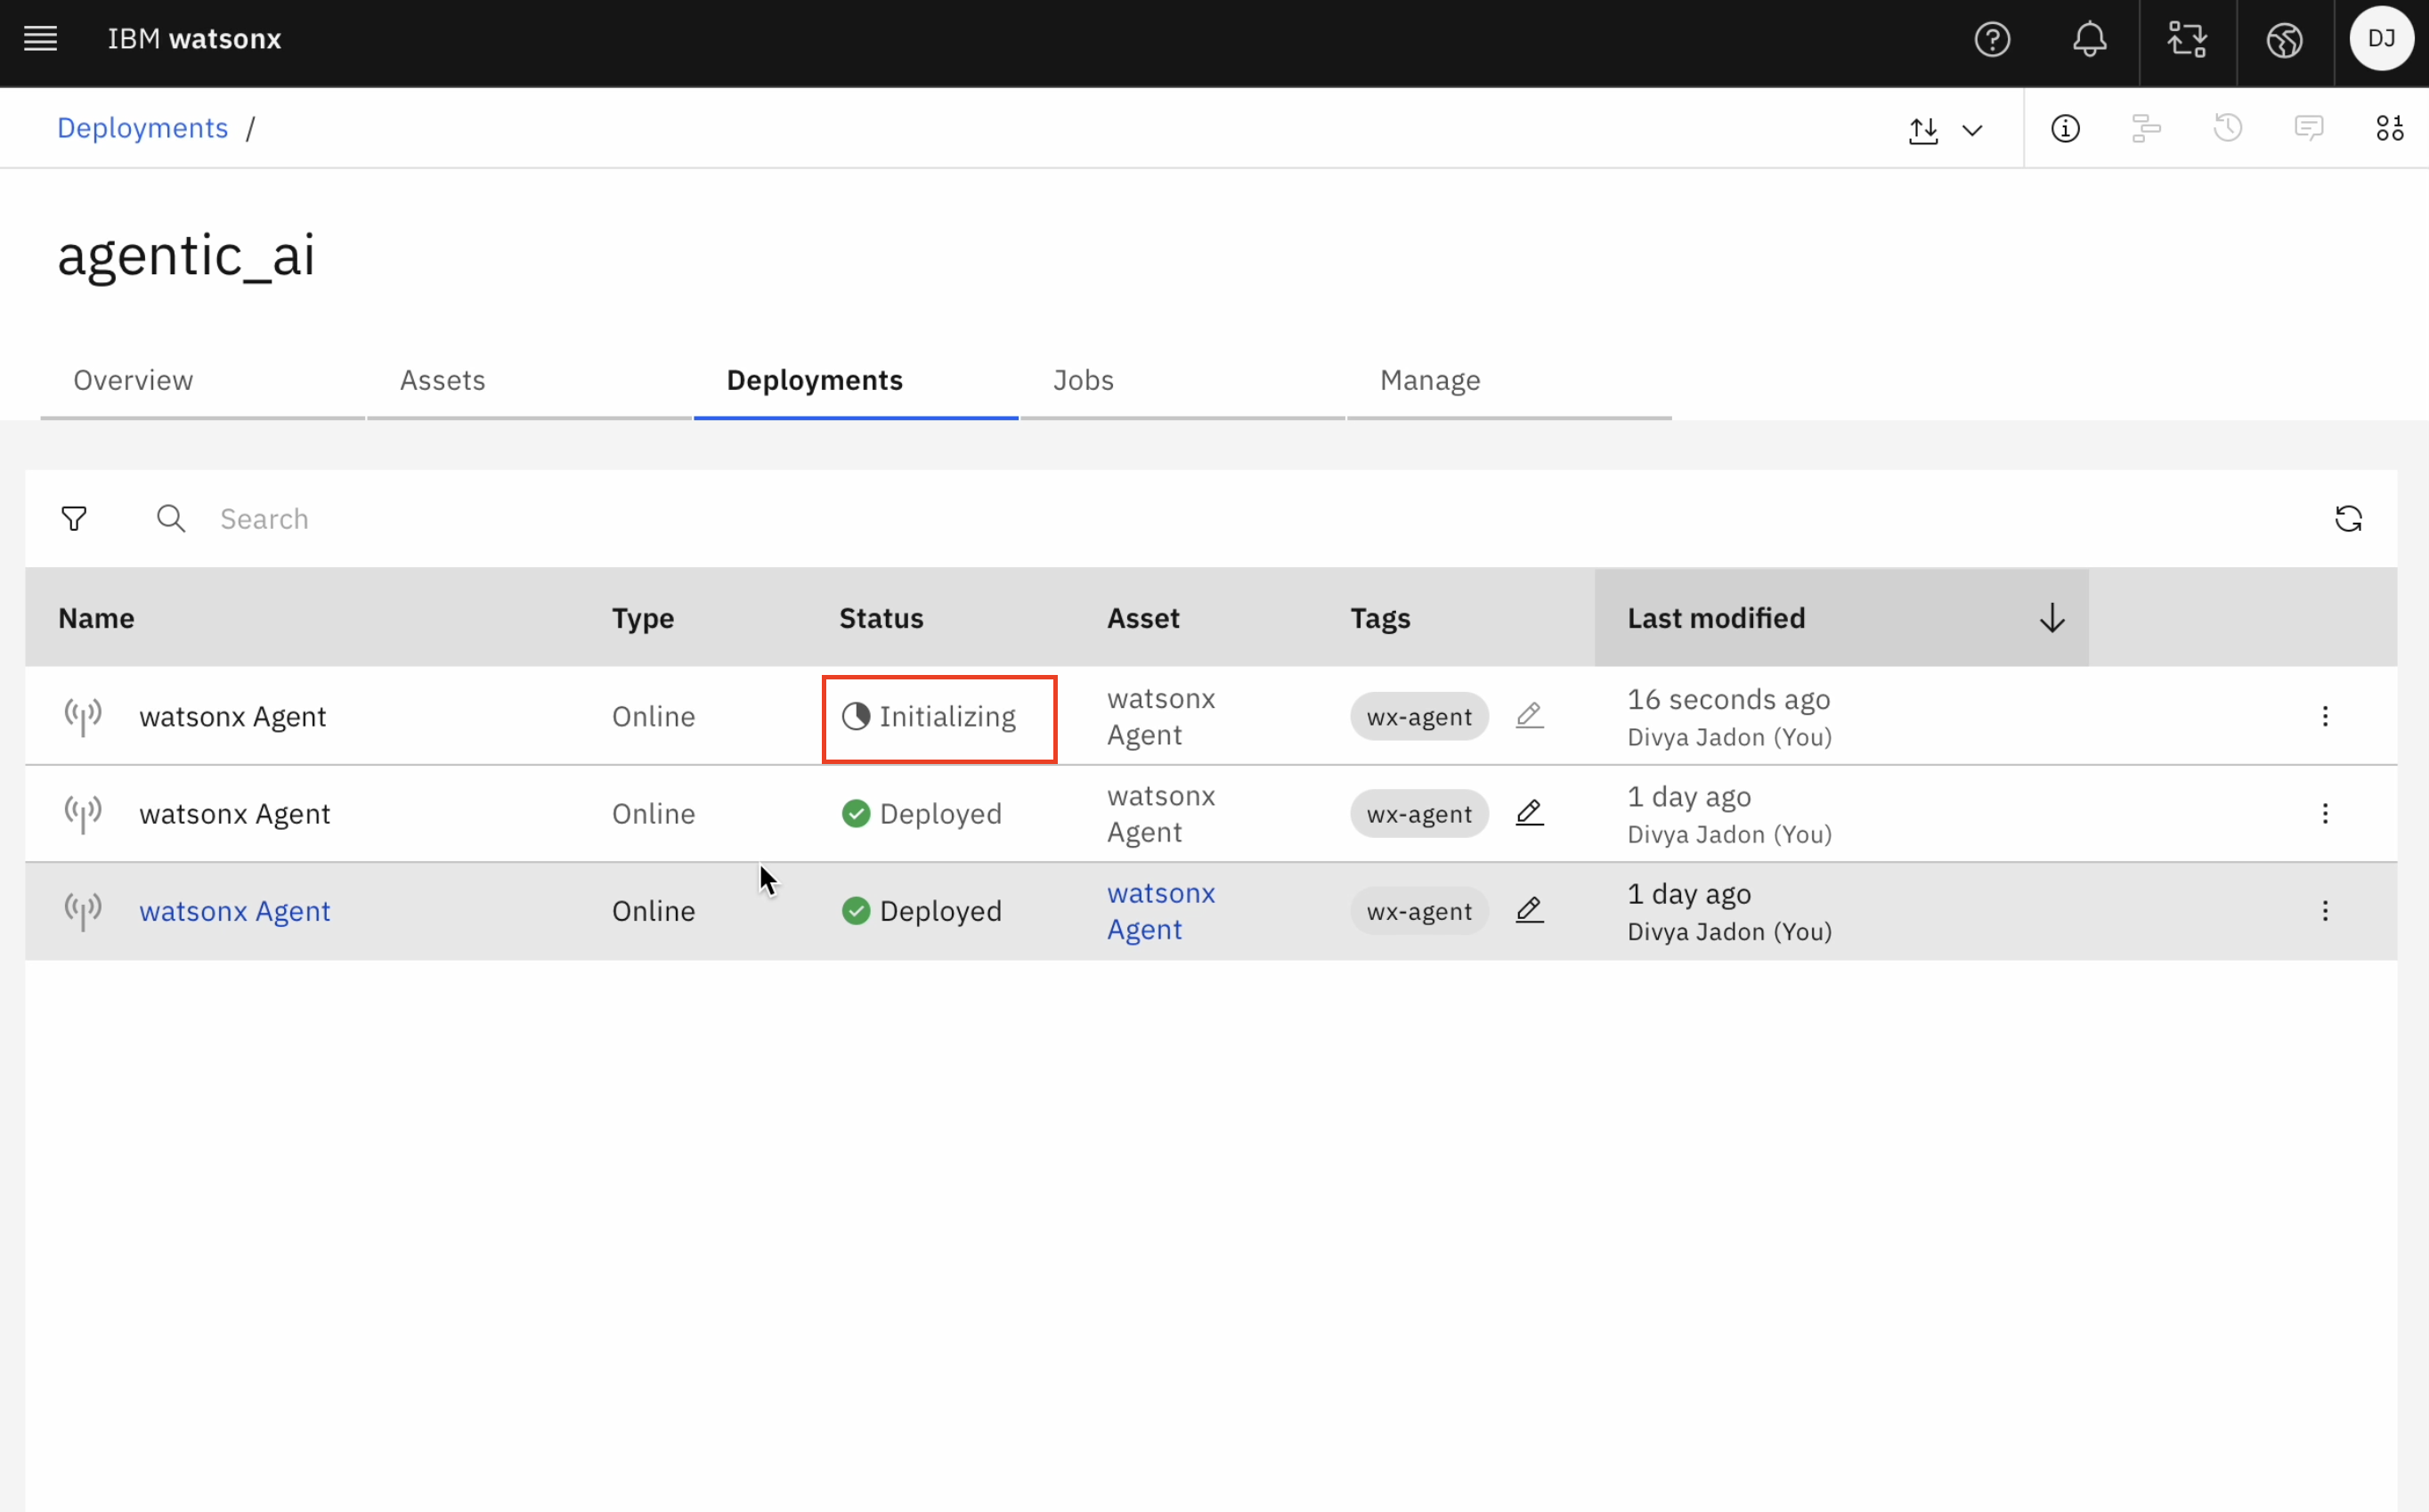 IBM watsonx
DJ
Deployments /
agentic_ai
Overview Assets Deployments Jobs Manage
Search
Name Type Status Asset Tags Last modified
watsonx Agent Online Initializing watsonx Agent wx-agent 16 seconds ago
Divya Jadon (You)
watsonx Agent Online Deployed watsonx Agent wx-agent 1 day ago
Divya Jadon (You)
watsonx Agent Online Deployed watsonx Agent wx-agent 1 day ago
Divya Jadon (You)